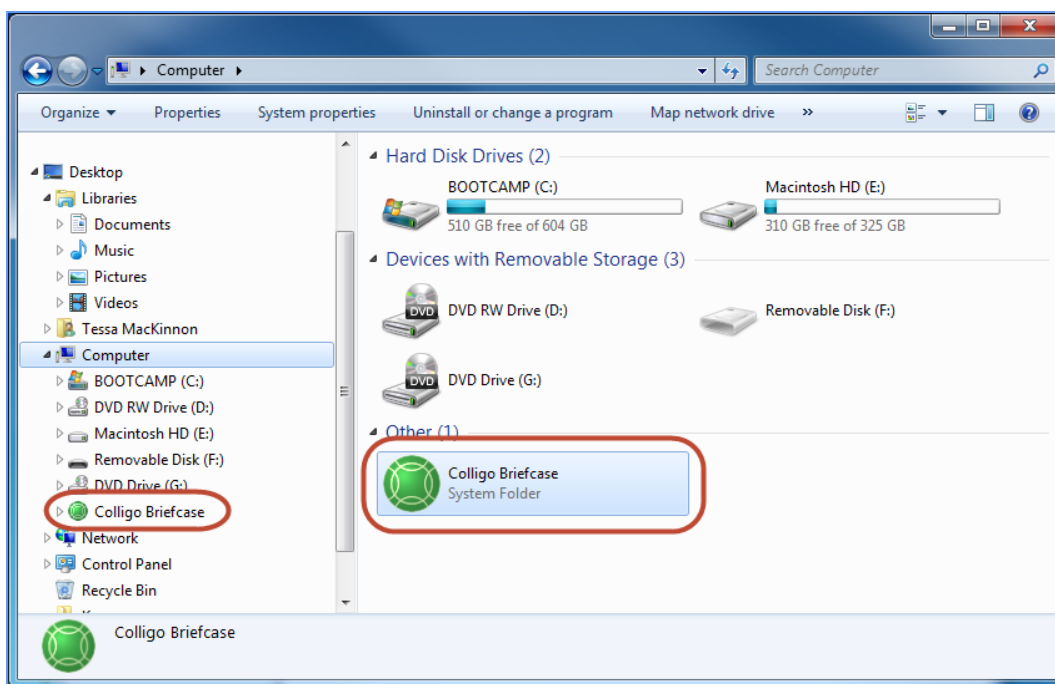 Computer
Search Computer
Organize
Properties
System properties
Uninstall or change a program
Map network drive
»
Desktop
Libraries
Documents
Music
Pictures
Videos
Tessa MacKinnon
Computer
BOOTCAMP (C:)
DVD RW Drive (D:)
Macintosh HD (E:)
Removable Disk (F:)
DVD Drive (G:)
Colligo Briefcase
Network
Control Panel
Recycle Bin
Hard Disk Drives (2)
BOOTCAMP (C:)
510 GB free of 604 GB
Macintosh HD (E:)
310 GB free of 325 GB
Devices with Removable Storage (3)
DVD
DVD RW Drive (D:)
Removable Disk (F:)
DVD
DVD Drive (G:)
Other (1)
Colligo Briefcase
System Folder
Colligo Briefcase